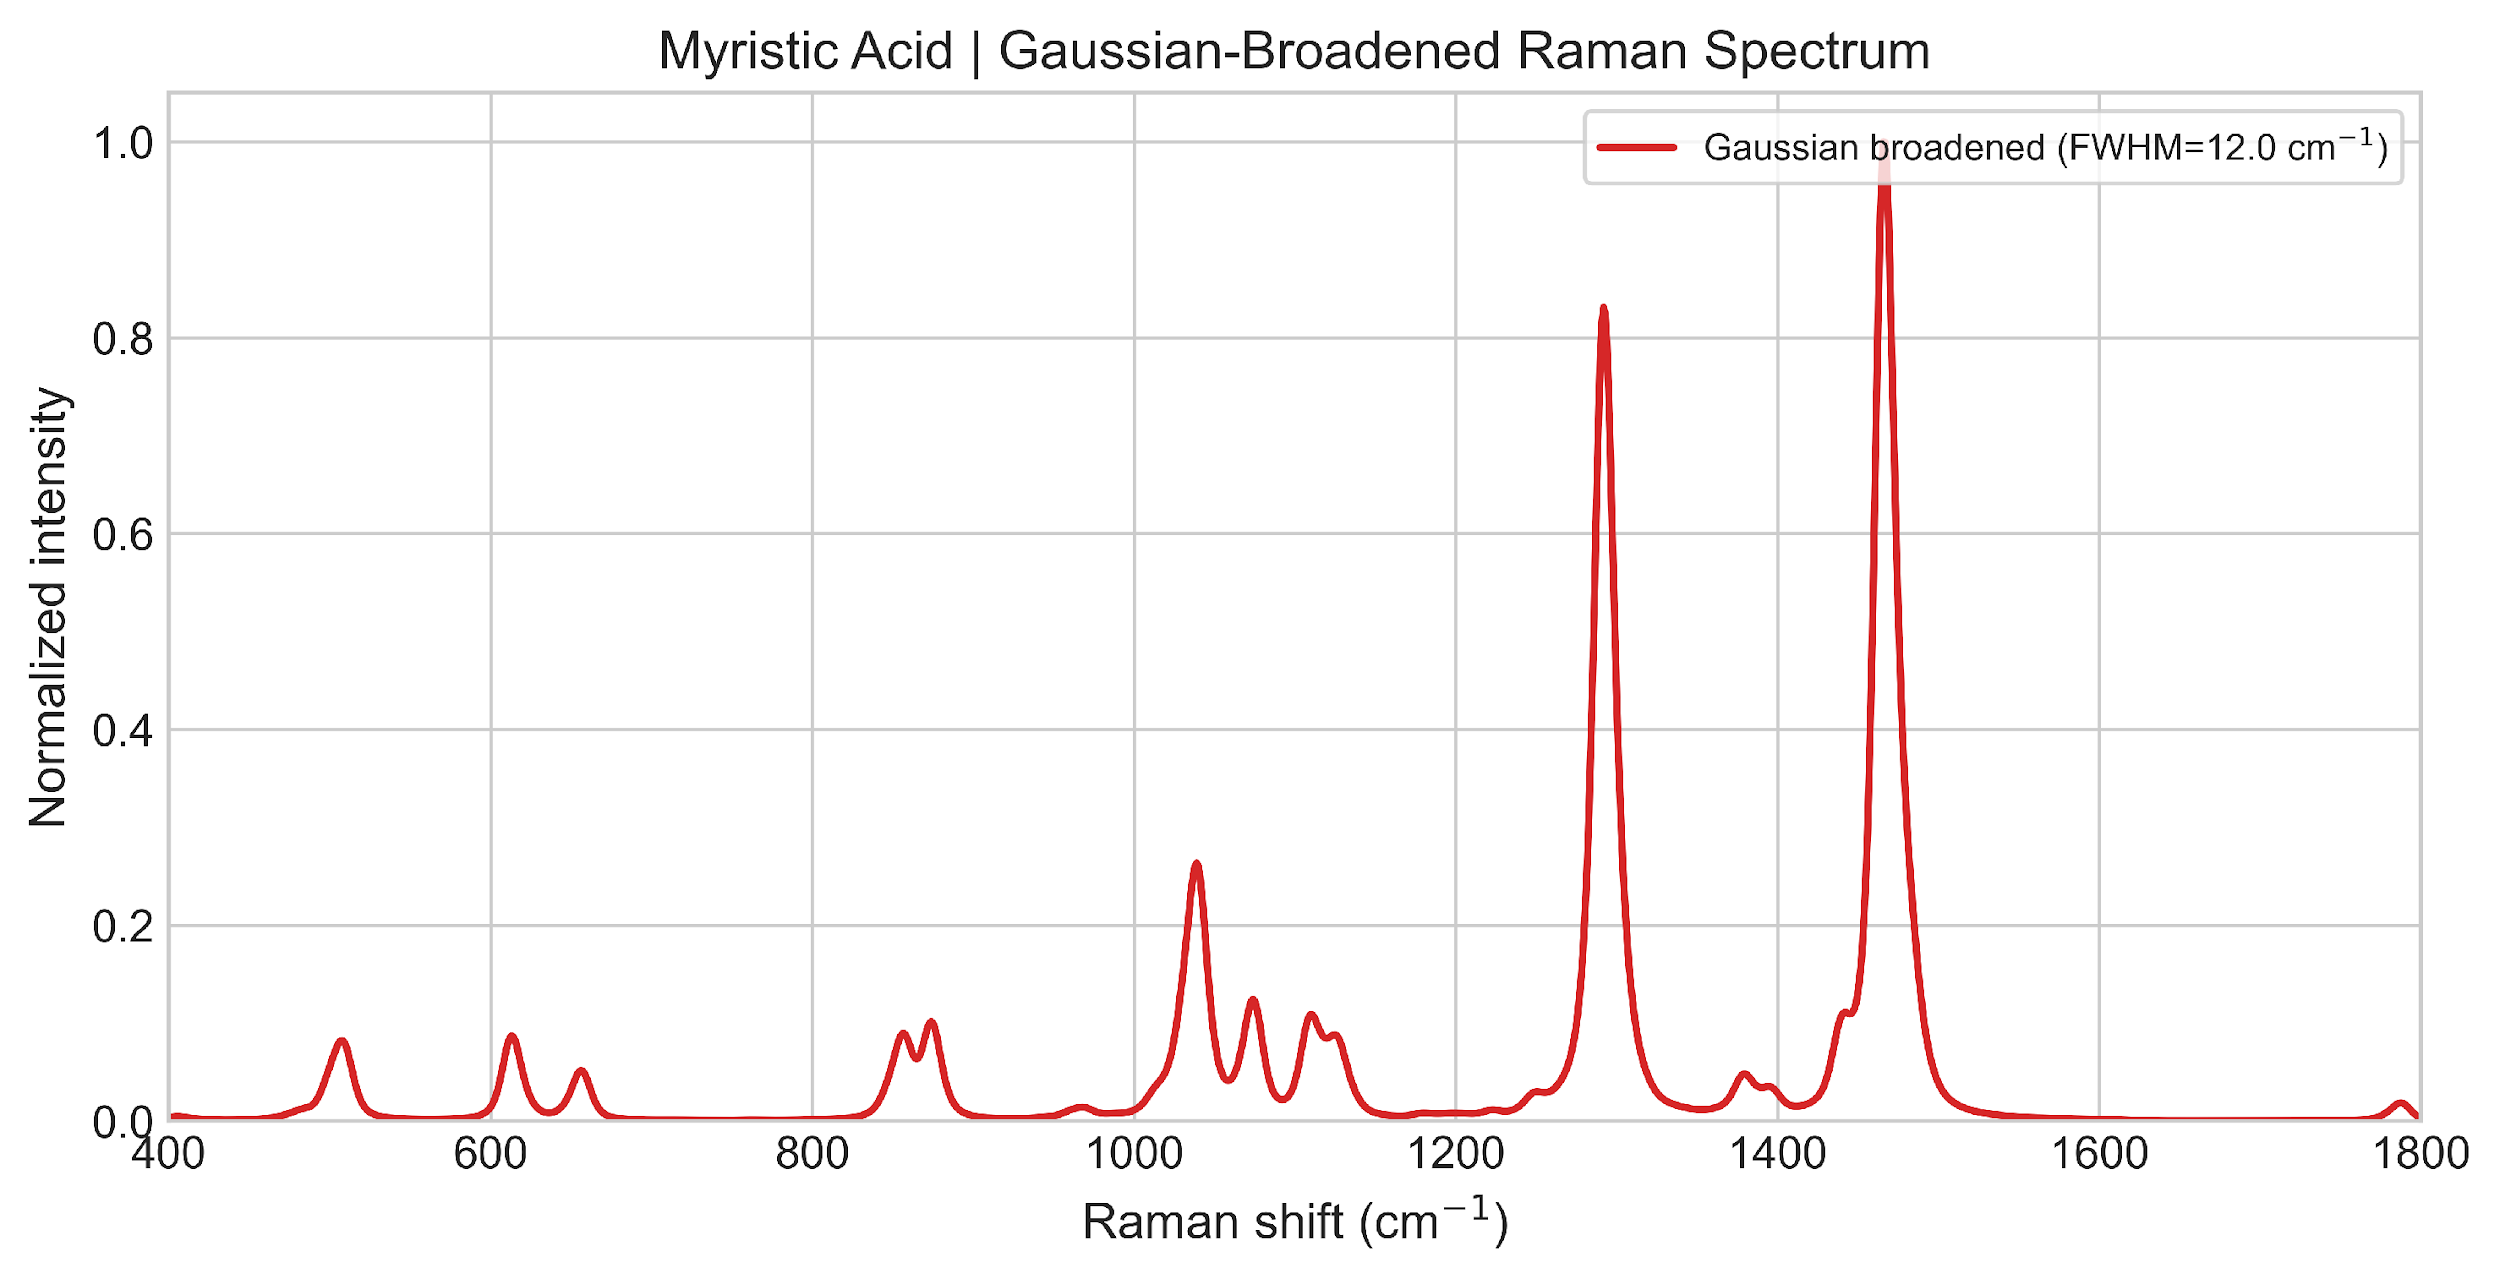 Myristic Acid | Gaussian-Broadened Raman Spectrum
Gaussian broadened (FWHM=12.0 cm⁻¹)
Normalized intensity
1.0
0.8
0.6
0.4
0.2
0.0
400 600 800 1000 1200 1400 1600 1800
Raman shift (cm⁻¹)